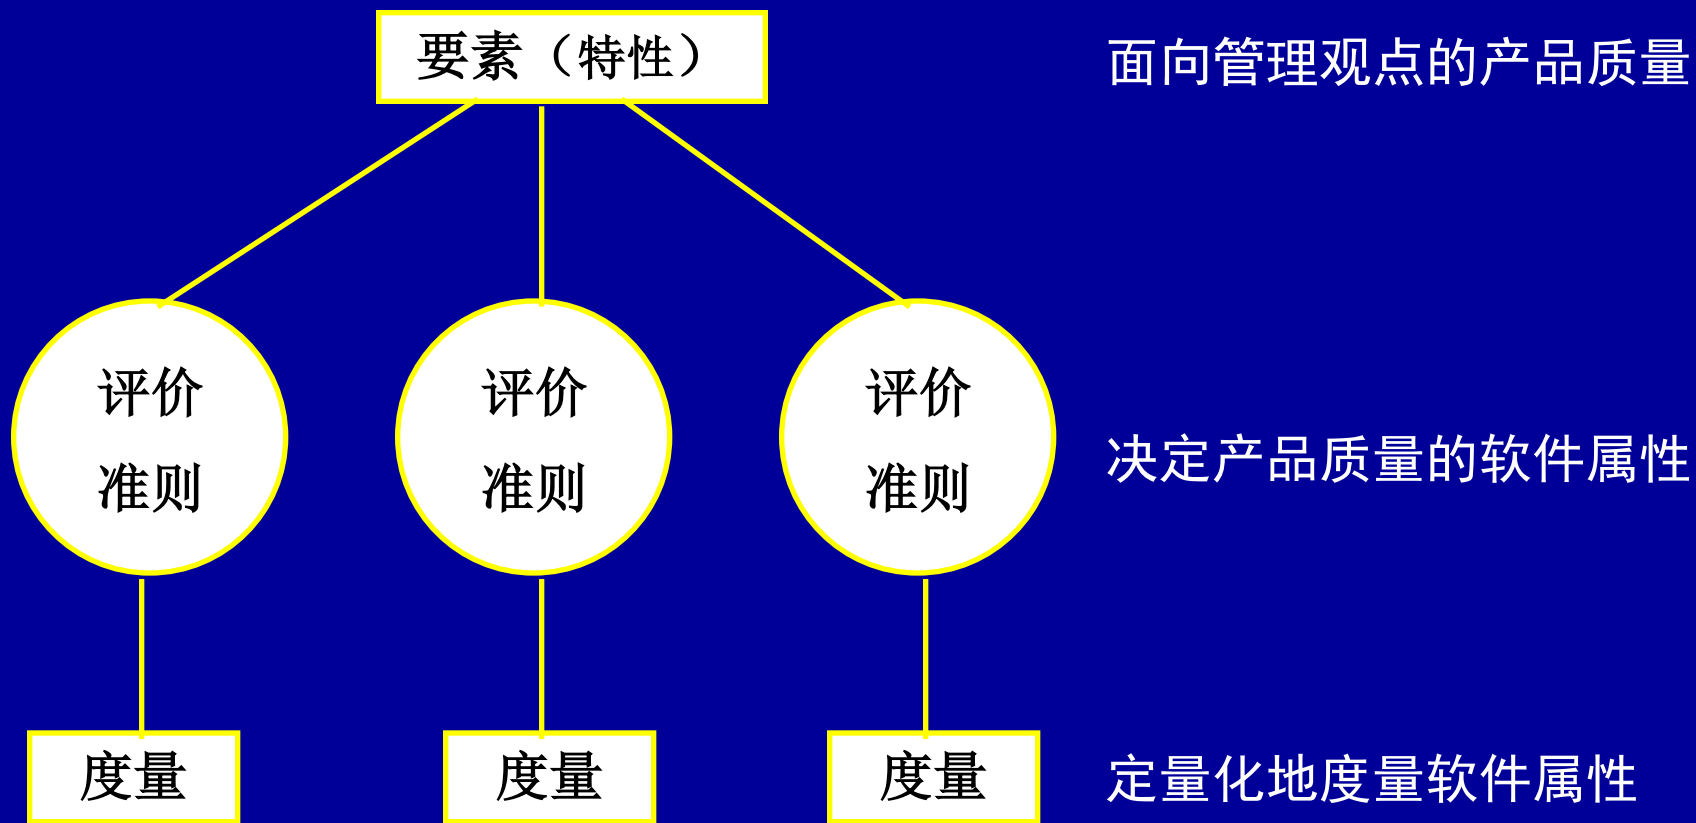 要素（特性）
面向管理观点的产品质量
评价
准则
评价
准则
评价
准则
决定产品质量的软件属性
度量
度量
度量
定量化地度量软件属性